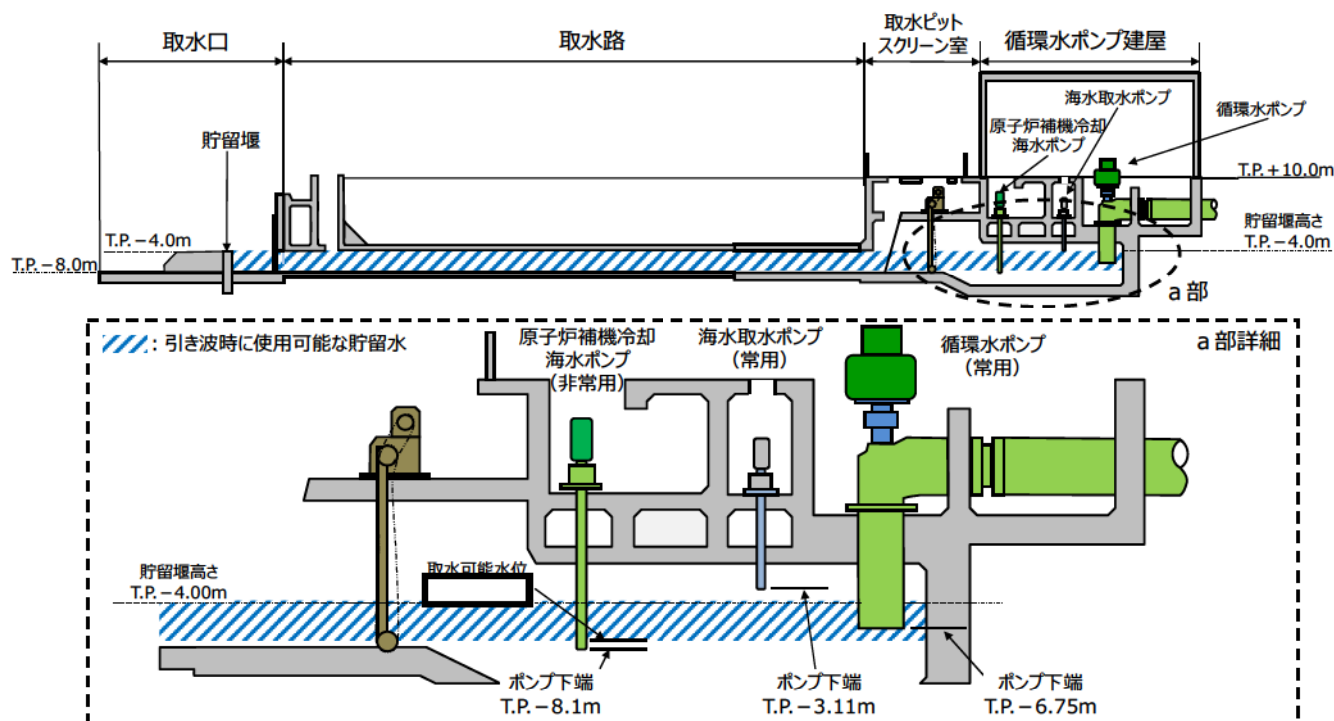 取水口
取水路
取水ピット
スクリーン室
循環水ポンプ建屋
海水取水ポンプ
循環水ポンプ
原子炉補機冷却
海水ポンプ
貯留堰
T.P.+10.0m
貯留堰高さ
T.P.-4.0m
T.P.-4.0m
T.P.-8.0m
a部
:引き波時に使用可能な貯留水
原子炉補機冷却
海水ポンプ
(非常用)
海水取水ポンプ
(常用)
循環水ポンプ
(常用)
a部詳細
貯留堰高さ
T.P.-4.00m
取水可能水位
ポンプ下端
T.P.-8.1m
ポンプ下端
T.P.-3.11m
ポンプ下端
T.P.-6.75m